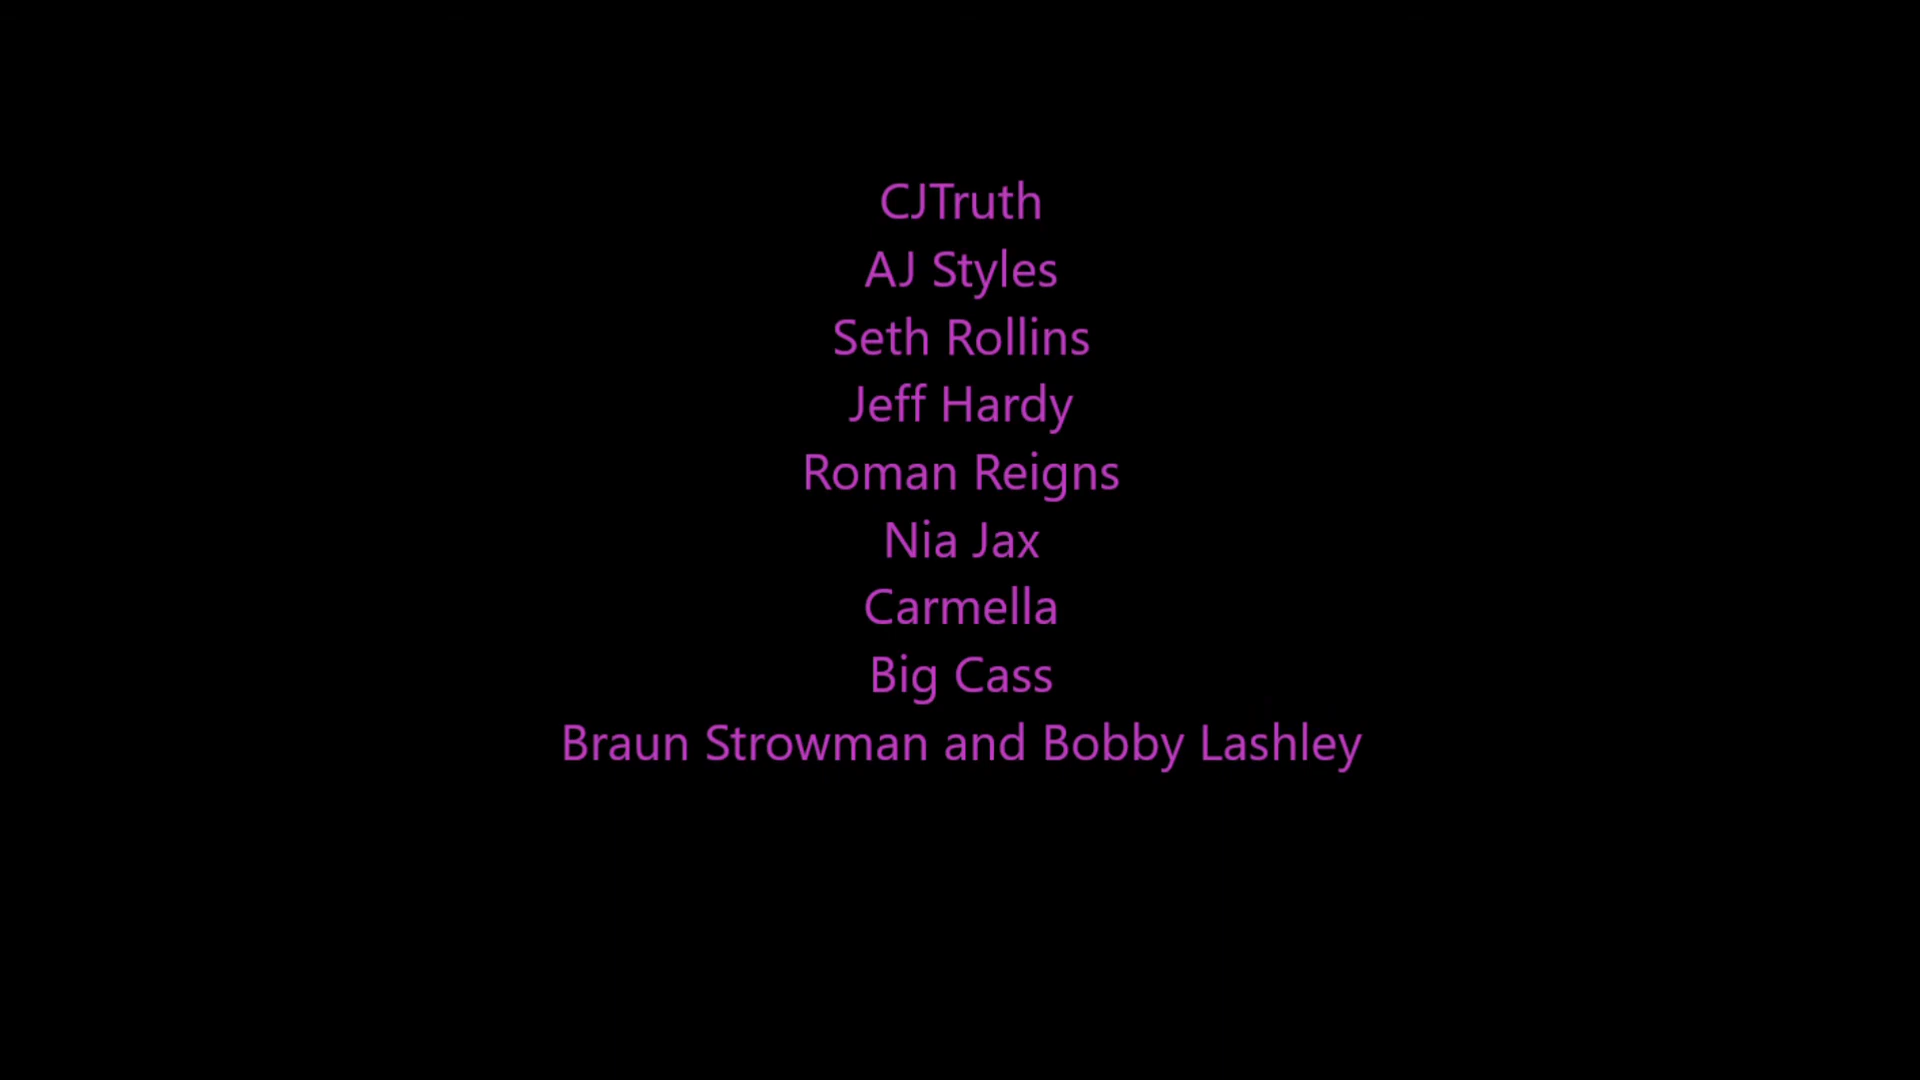 CJTruth
AJ Styles
Seth Rollins
Jeff Hardy
Roman Reigns
Nia Jax
Carmella
Big Cass
Braun Strowman and Bobby Lashley